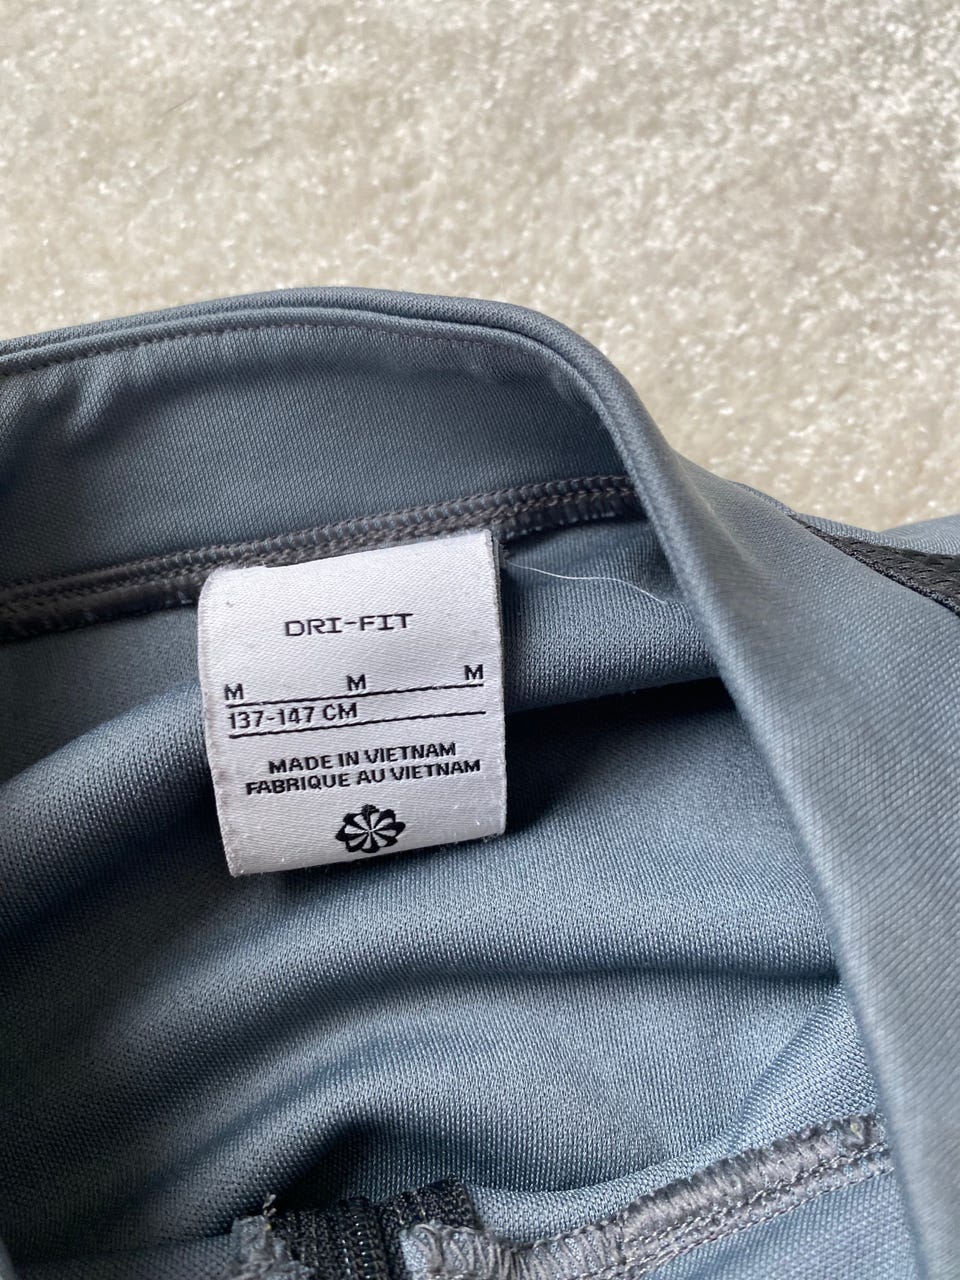 DRI-FIT
M M M
137-147 CM
MADE IN VIETNAM
FABRIQUE AU VIETNAM